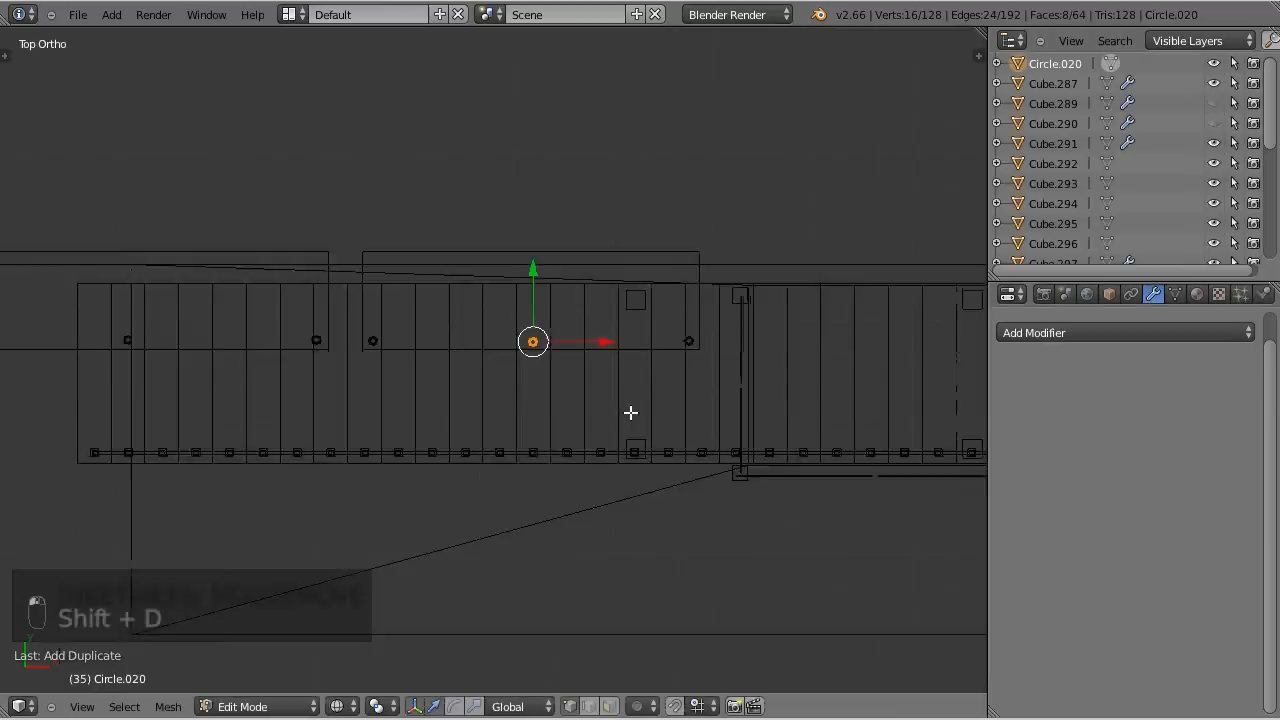 File Add Render Window Help Default Scene Blender Render v2.66 | Verts:16/128 | Edges:24/192 | Faces:8/64 | Tris:128 | Circle.020
Top Ortho
View Search Visible Layers
Circle.020
Cube.287
Cube.289
Cube.290
Cube.291
Cube.292
Cube.293
Cube.294
Cube.295
Cube.296
Add Modifier
Shift + D
Last: Add Duplicate
(35) Circle.020
View Select Mesh Edit Mode Global